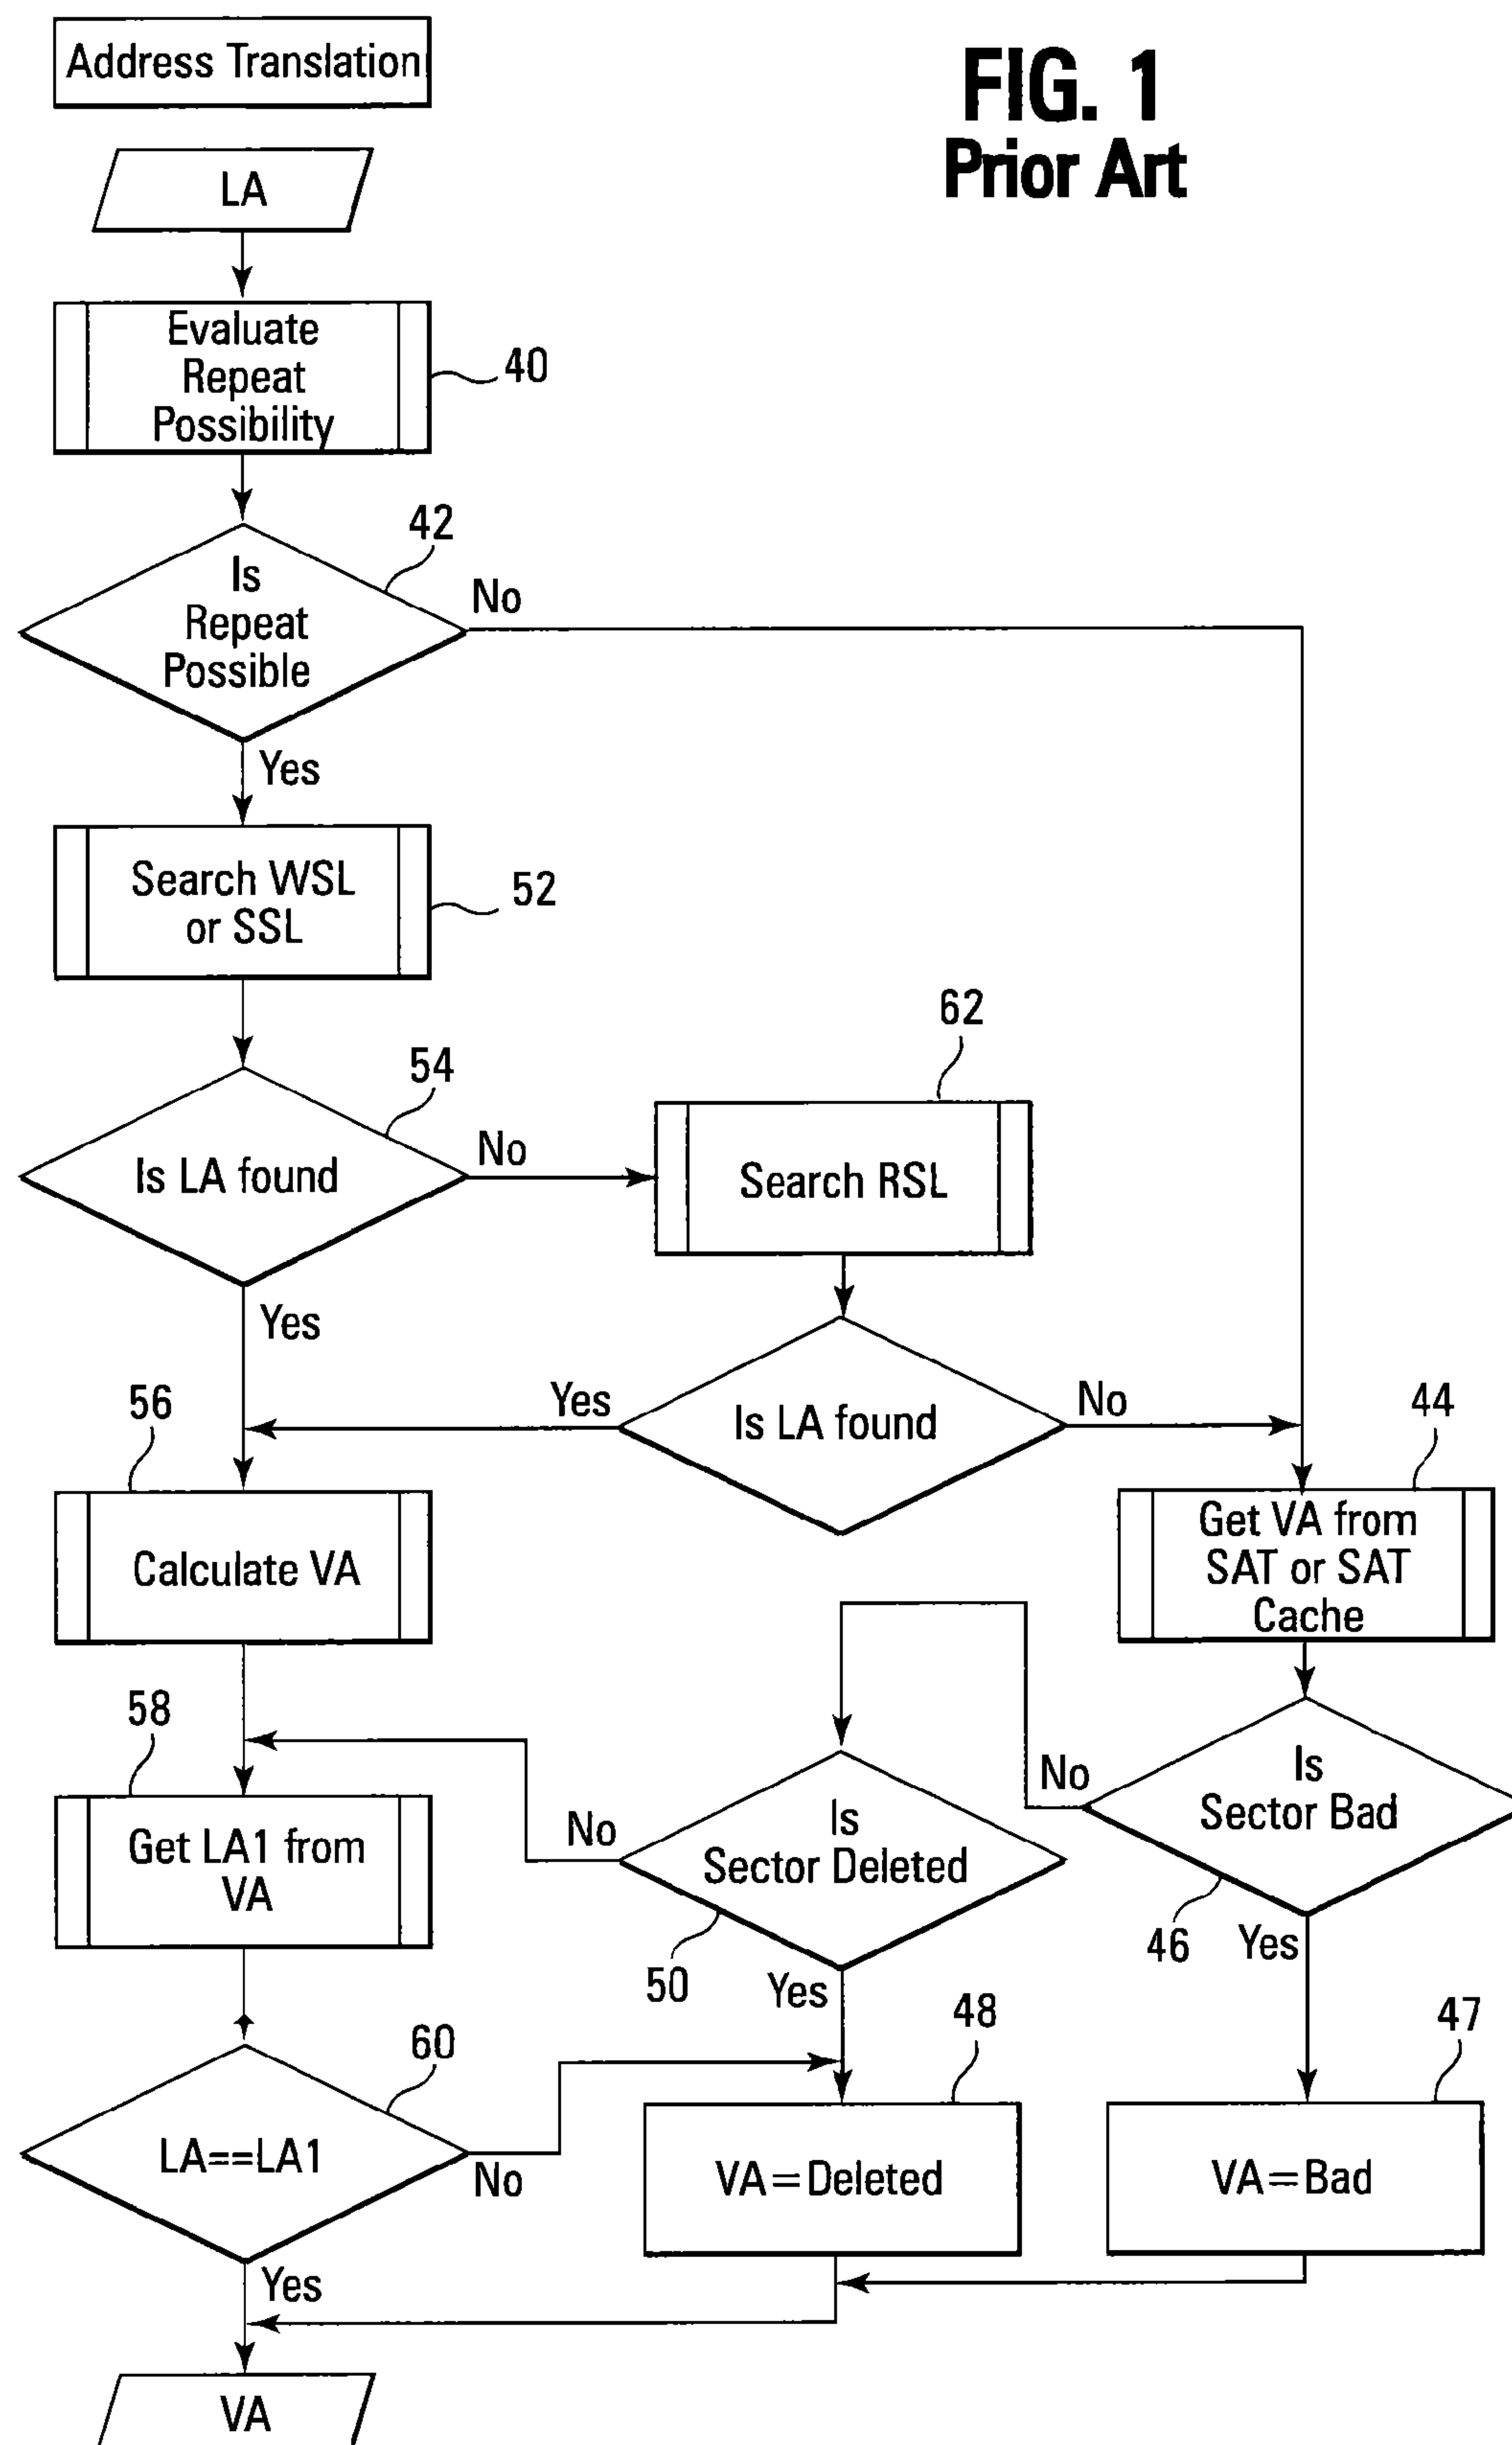 Address Translation
FIG. 1
Prior Art
LA
Evaluate
Repeat
Possibility
40
42
Is
Repeat
Possible
No
Yes
Search WSL
or SSL
52
62
54
Is LA found
No
Search RSL
Yes
56
Yes
Is LA found
No
44
Calculate VA
Get VA from
SAT or SAT
Cache
58
Get LA1 from
VA
No
Is
Sector Deleted
No
Is
Sector Bad
50
Yes
46
Yes
60
48
47
LA==LA1
No
VA=Deleted
VA=Bad
Yes
VA